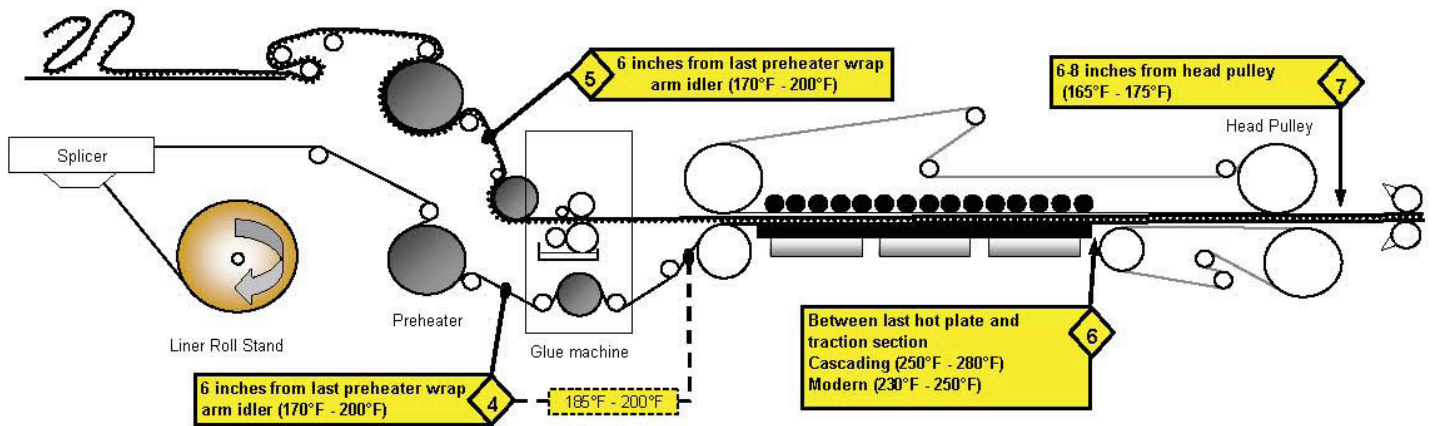 5
6 inches from last preheater wrap
arm idler (170°F - 200°F)
6-8 inches from head pulley
(165°F - 175°F)
7
Head Pulley
Splicer
Preheater
Liner Roll Stand
Glue machine
6 inches from last preheater wrap
arm idler (170°F - 200°F)
4
185°F - 200°F
Between last hot plate and
traction section
Cascading (250°F - 280°F)
Modern (230°F - 250°F)
6